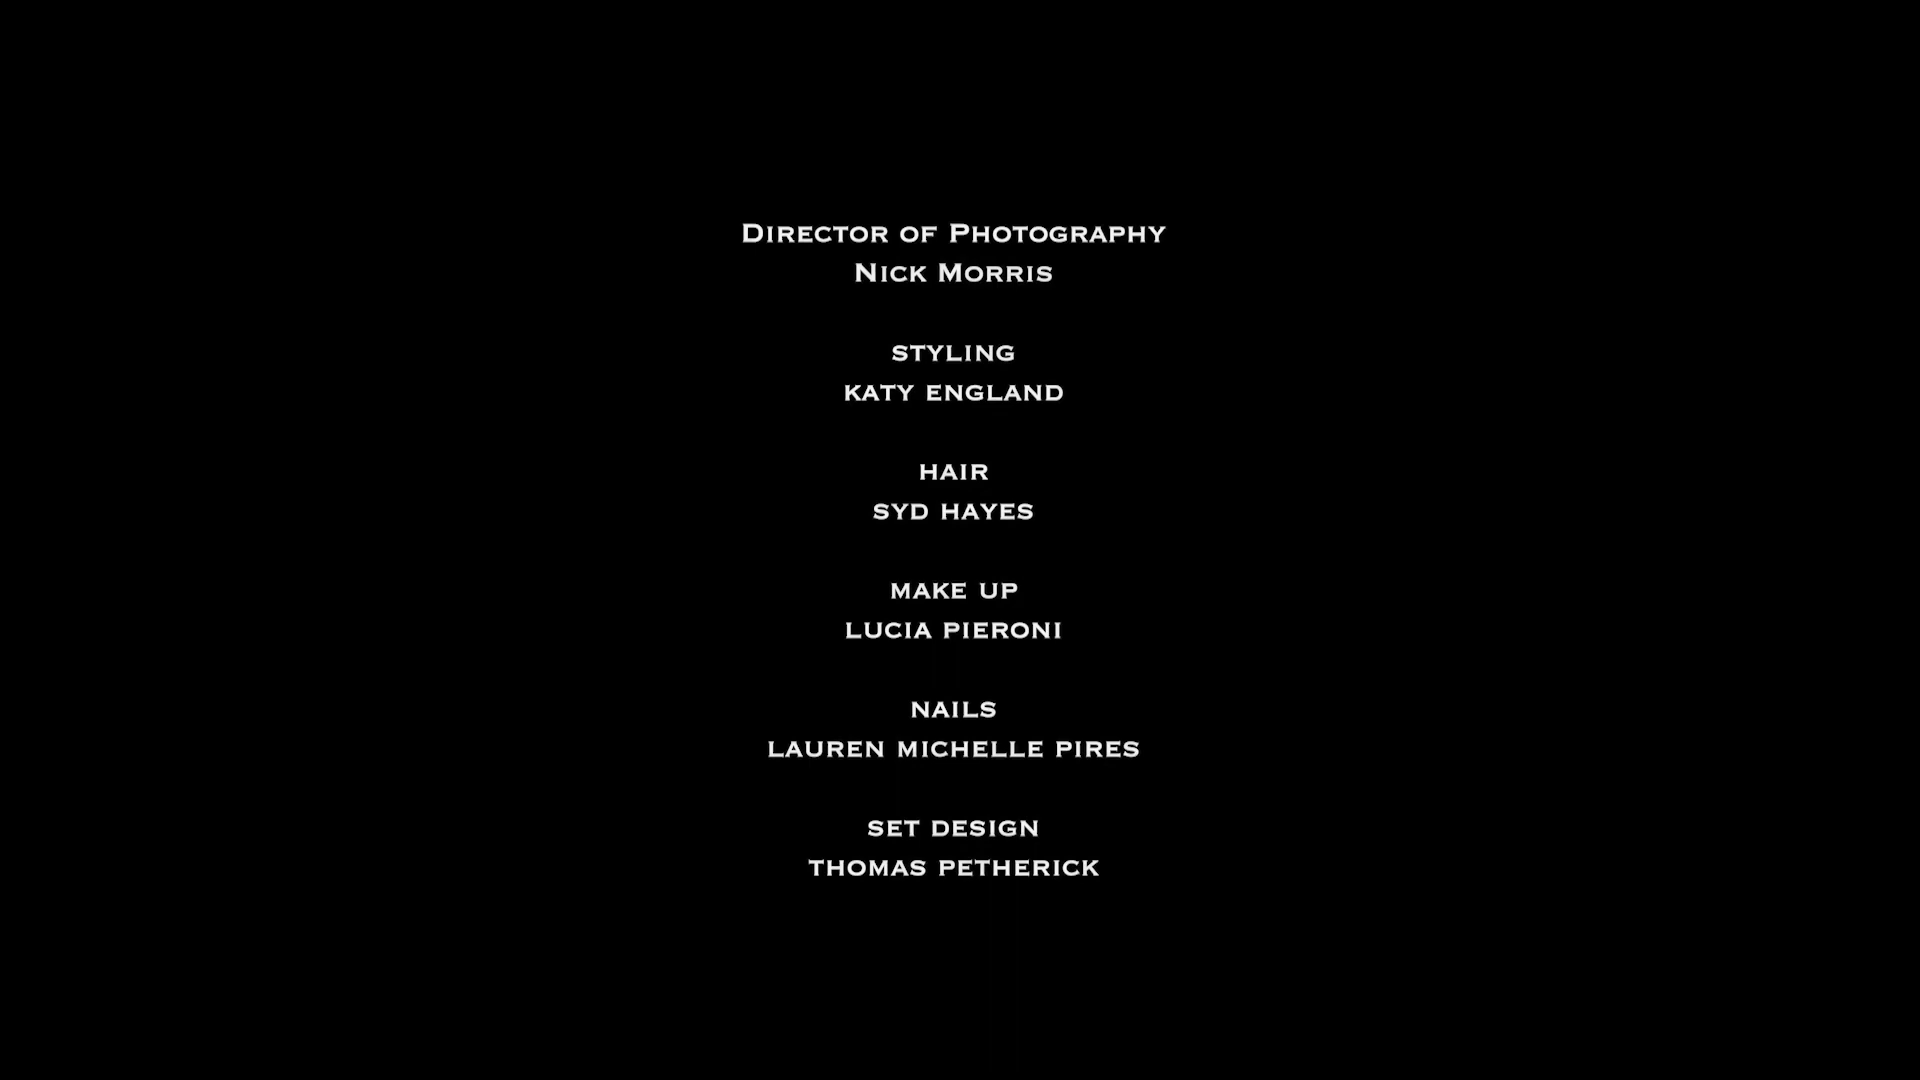 Director of Photography
Nick Morris
STYLING
KATY ENGLAND
HAIR
SYD HAYES
MAKE UP
LUCIA PIERONI
NAILS
LAUREN MICHELLE PIRES
SET DESIGN
THOMAS PETHERICK